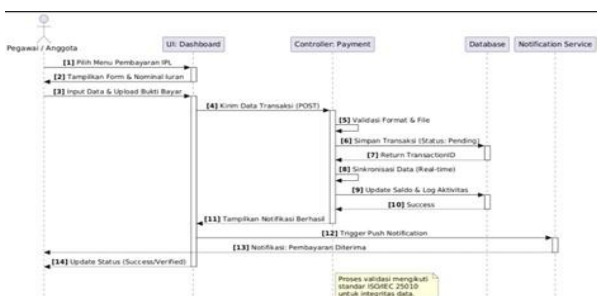 Pegawai / Anggota
UI: Dashboard
Controller: Payment
Database
Notification Service
[1] Pilih Menu Pembayaran IPL
[2] Tampilkan Form & Nominal Iuran
[3] Input Data & Upload Bukti Bayar
[4] Kirim Data Transaksi (POST)
[5] Validasi Format & File
[6] Simpan Transaksi (Status: Pending)
[7] Return TransactionID
[8] Sinkronisasi Data (Real-time)
[9] Update Saldo & Log Aktivitas
[10] Success
[11] Tampilkan Notifikasi Berhasil
[12] Trigger Push Notification
[13] Notifikasi: Pembayaran Diterima
[14] Update Status (Success/Verified)
Proses validasi mengikuti
standar ISO/IEC 25010
untuk integritas data.